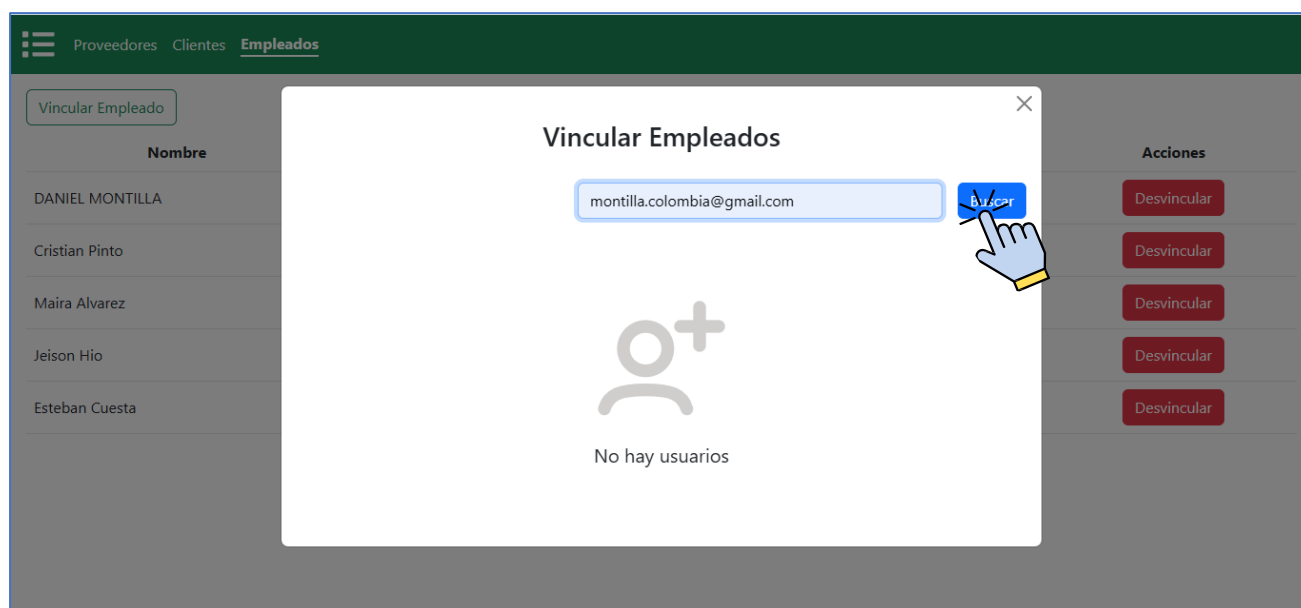 Proveedores Clientes Empleados
Vincular Empleado
Vincular Empleados
Nombre Acciones
DANIEL MONTILLA Desvincular
montilla.colombia@gmail.com Buscar
Cristian Pinto Desvincular
Maira Alvarez Desvincular
Jeison Hio Desvincular
Esteban Cuesta Desvincular
No hay usuarios